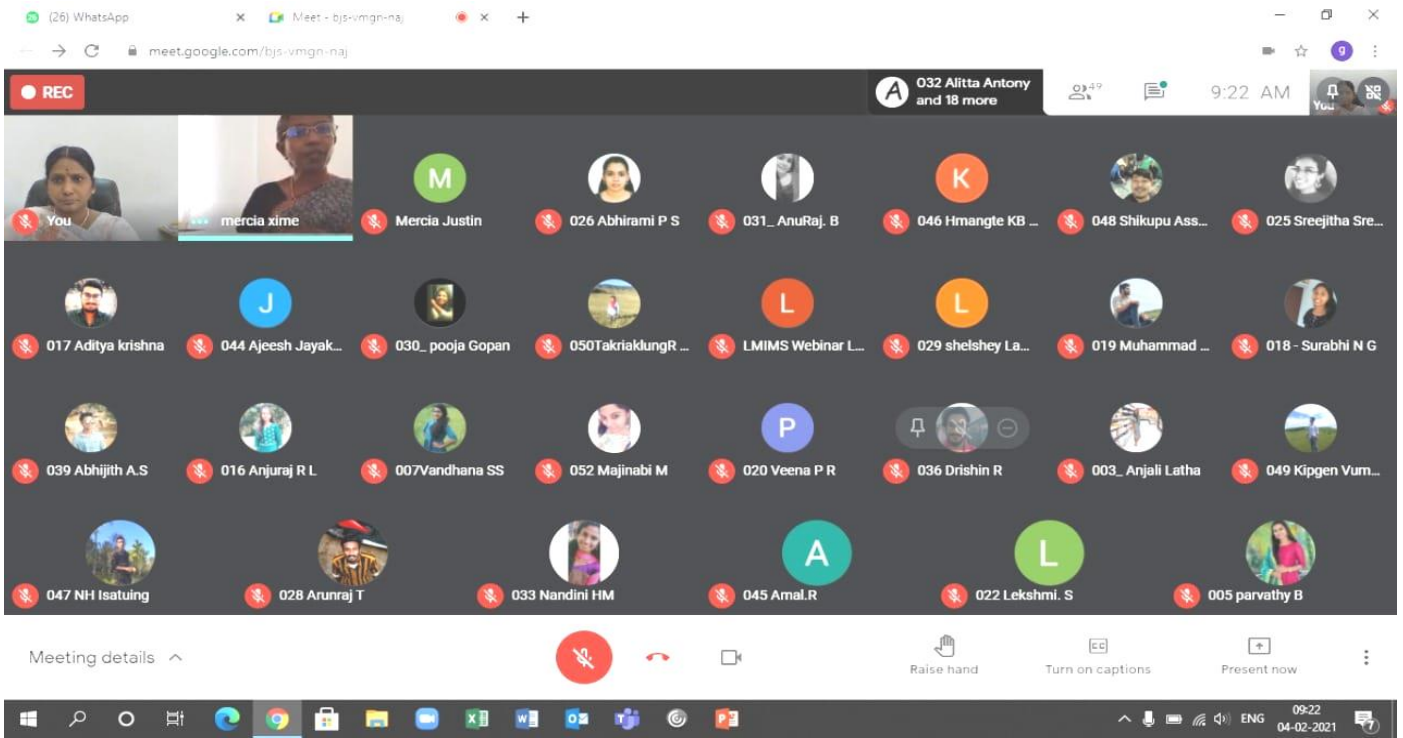 (26) WhatsApp
Meet - bjs-vmgn-naj
meet.google.com/bjs-vmgn-naj
g
REC
A
032 Alitta Antony
and 18 more
49
9:22 AM
You
You
mercia xime
M
Mercia Justin
026 Abhirami P S
031_ AnuRaj. B
K
046 Hmangte KB ...
048 Shikupu Ass...
025 Sreejitha Sre...
017 Aditya krishna
J
044 Ajeesh Jayak...
030_ pooja Gopan
050TakriaklungR ...
L
LMIMS Webinar L...
L
029 shelshey La...
019 Muhammad ...
018 - Surabhi N G
039 Abhijith A.S
016 Anjuraj R L
007Vandhana SS
052 Majinabi M
P
020 Veena P R
036 Drishin R
003_ Anjali Latha
049 Kipgen Vum...
047 NH Isatuing
028 Arunraj T
033 Nandini HM
A
045 Amal.R
L
022 Lekshmi. S
005 parvathy B
Meeting details
Raise hand
CC
Turn on captions
Present now
ENG
09:22
04-02-2021
7